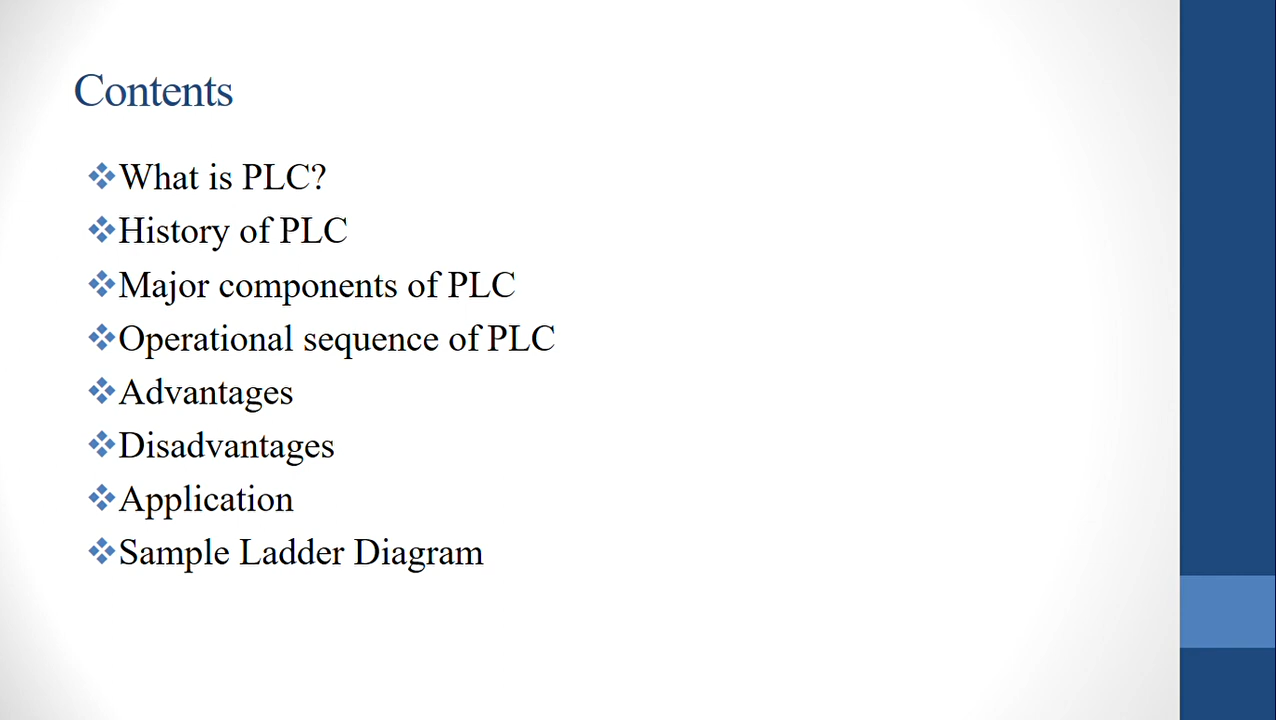 Contents
What is PLC?
History of PLC
Major components of PLC
Operational sequence of PLC
Advantages
Disadvantages
Application
Sample Ladder Diagram